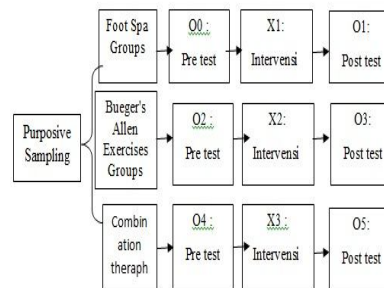 Foot Spa
Groups
O0 :
Pre test
X1:
Intervensi
O1:
Post test
Bueger's
Allen
Exercises
Groups
O2 :
Pre test
X2:
Intervensi
O3:
Post test
Purposive
Sampling
Combin
ation
theraph
O4 :
Pre test
X3 :
Intervensi
O5:
Post test